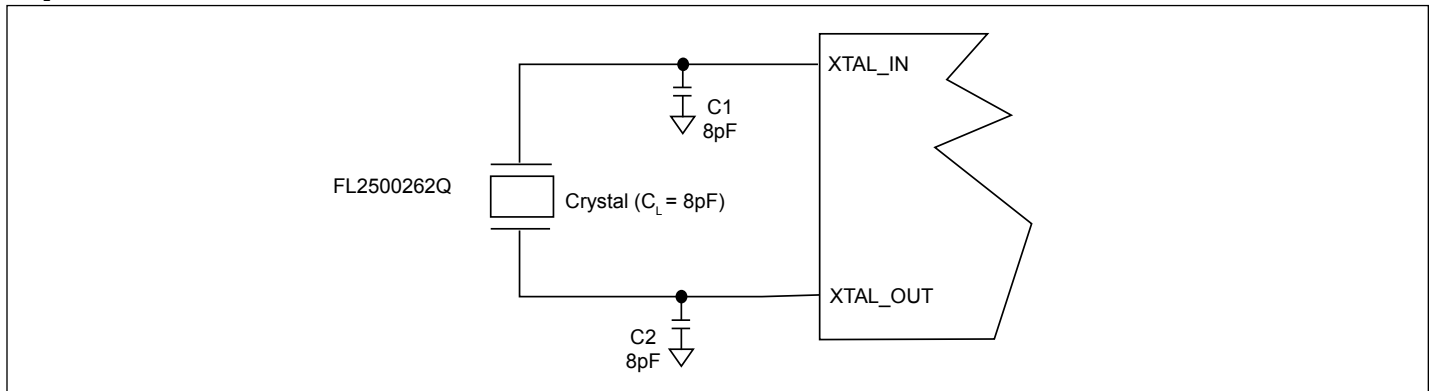 XTAL_IN
C1
8pF
FL2500262Q
Crystal (CL = 8pF)
XTAL_OUT
C2
8pF